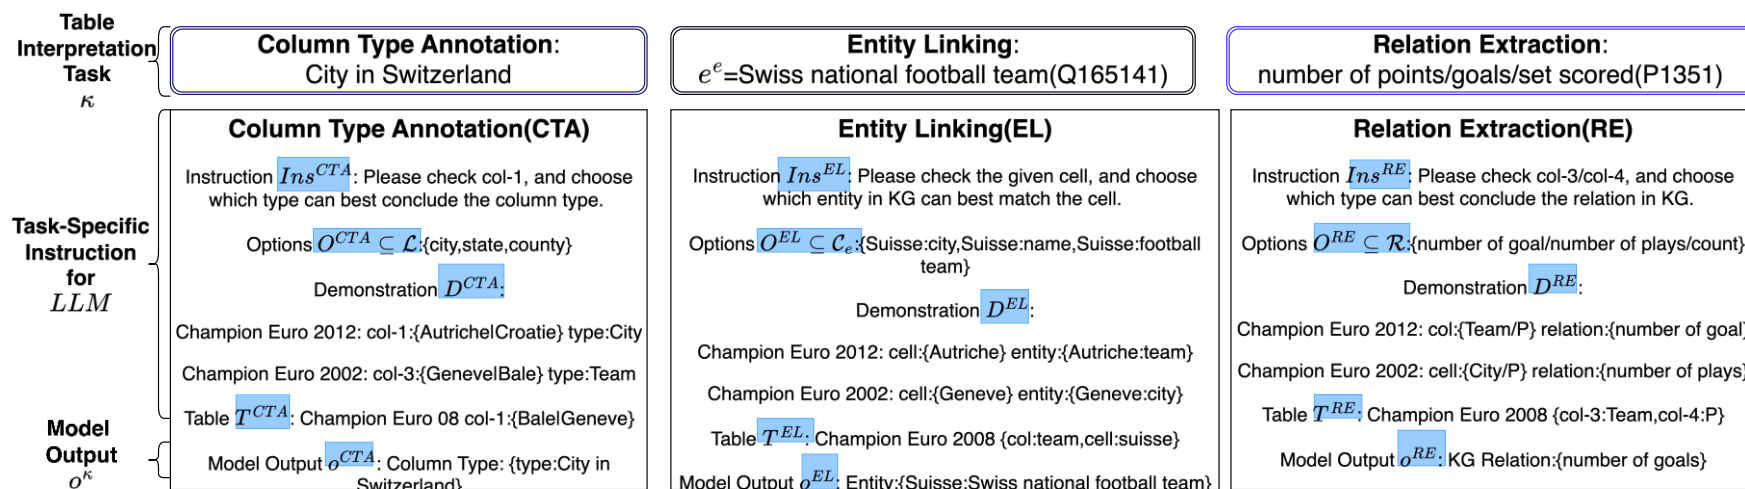 Table
Interpretation
Task
κ
Column Type Annotation:
City in Switzerland
Entity Linking:
e^e=Swiss national football team(Q165141)
Relation Extraction:
number of points/goals/set scored(P1351)
Task-Specific
Instruction
for
LLM
Column Type Annotation(CTA)
Instruction Ins^{CTA}: Please check col-1, and choose
which type can best conclude the column type.
Options O^{CTA} ⊆ ℒ:{city,state,county}
Demonstration D^{CTA}:
Champion Euro 2012: col-1:{Autriche|Croatie} type:City
Champion Euro 2002: col-3:{Geneve|Bale} type:Team
Table T^{CTA}: Champion Euro 08 col-1:{Bale|Geneve}
Entity Linking(EL)
Instruction Ins^{EL}: Please check the given cell, and choose
which entity in KG can best match the cell.
Options O^{EL} ⊆ 𝒞_e:{Suisse:city,Suisse:name,Suisse:football
team}
Demonstration D^{EL}:
Champion Euro 2012: cell:{Autriche} entity:{Autriche:team}
Champion Euro 2002: cell:{Geneve} entity:{Geneve:city}
Table T^{EL}: Champion Euro 2008 {col:team,cell:suisse}
Relation Extraction(RE)
Instruction Ins^{RE}: Please check col-3/col-4, and choose
which type can best conclude the relation in KG.
Options O^{RE} ⊆ ℛ:{number of goal/number of plays/count}
Demonstration D^{RE}:
Champion Euro 2012: col:{Team/P} relation:{number of goal}
Champion Euro 2002: cell:{City/P} relation:{number of plays}
Table T^{RE}: Champion Euro 2008 {col-3:Team,col-4:P}
Model
Output
o^κ
Model Output o^{CTA}: Column Type: {type:City in
Switzerland}
Model Output o^{EL}: Entity:{Suisse:Swiss national football team}
Model Output o^{RE}: KG Relation:{number of goals}